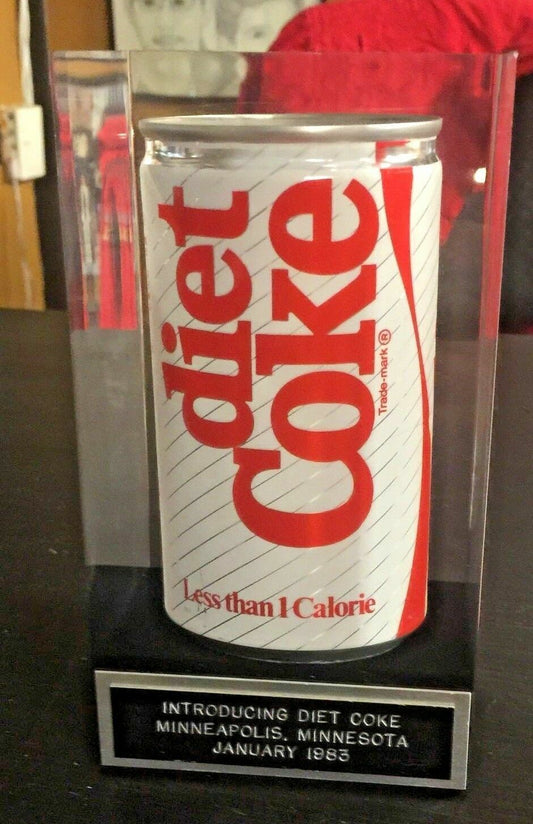 diet
Coke
Trade-mark ®
Less than 1 Calorie
INTRODUCING DIET COKE
MINNEAPOLIS, MINNESOTA
JANUARY 1983